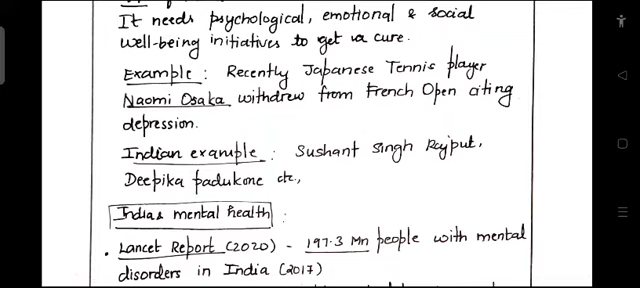 It needs psychological, emotional & social
well-being initiatives to get a cure.
Example : Recently Japanese Tennis player
Naomi Osaka withdrew from French Open citing
depression.
Indian example : Sushant Singh Rajput,
Deepika padukone etc.,
India & mental health :
• Lancet Report (2020) - 197.3 Mn people with mental
disorders in India (2017)